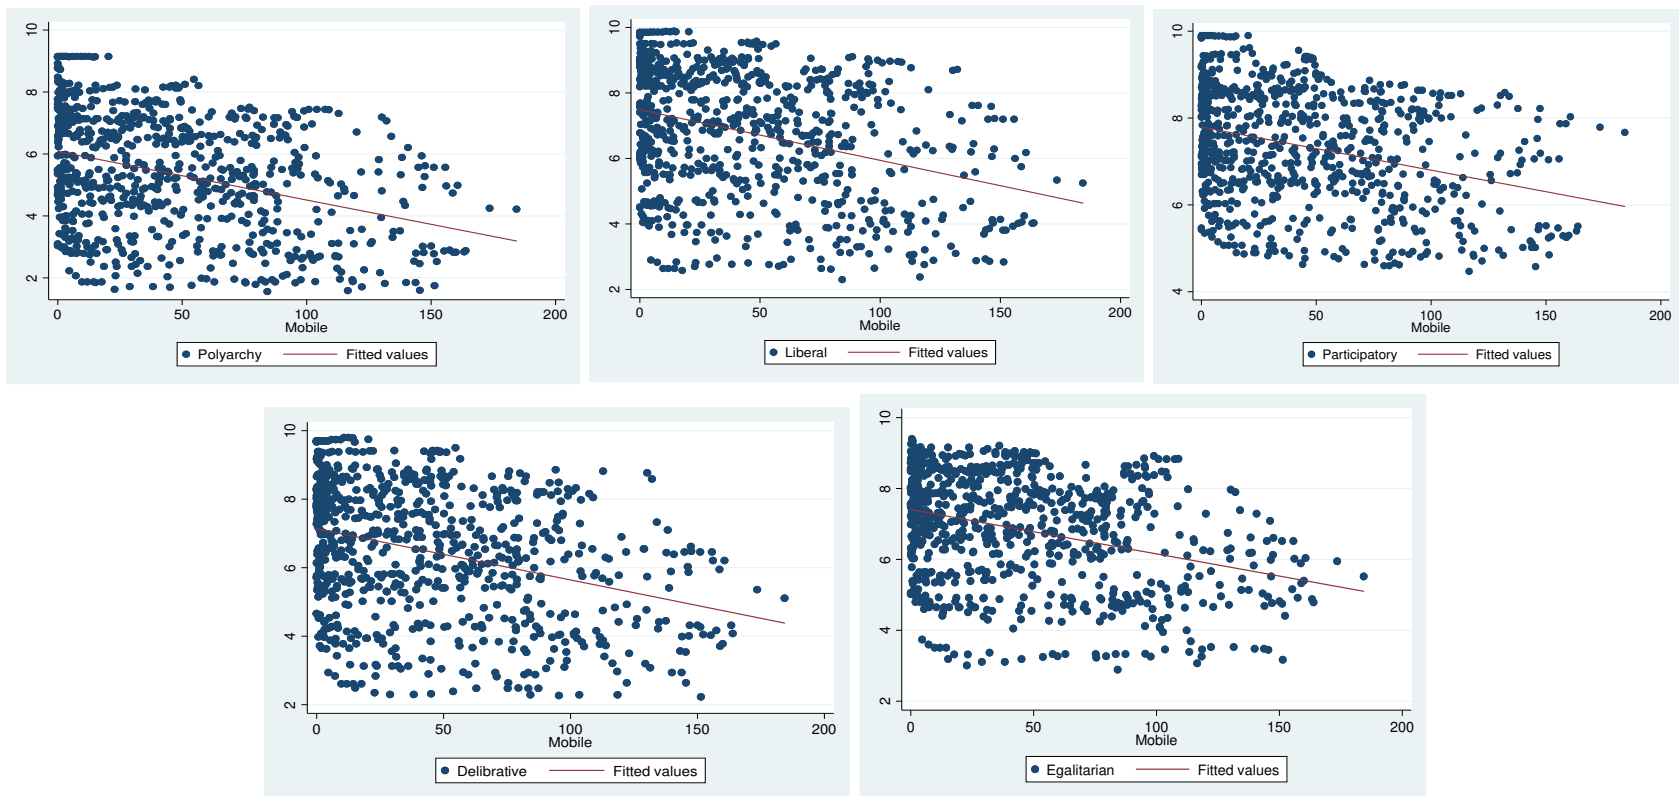 10
8
6
4
2
0 50 100 150 200
Mobile
Polyarchy Fitted values
10
8
6
4
2
0 50 100 150 200
Mobile
Liberal Fitted values
10
8
6
4
0 50 100 150 200
Mobile
Participatory Fitted values
10
8
6
4
2
0 50 100 150 200
Mobile
Delibrative Fitted values
10
8
6
4
2
0 50 100 150 200
Mobile
Egalitarian Fitted values